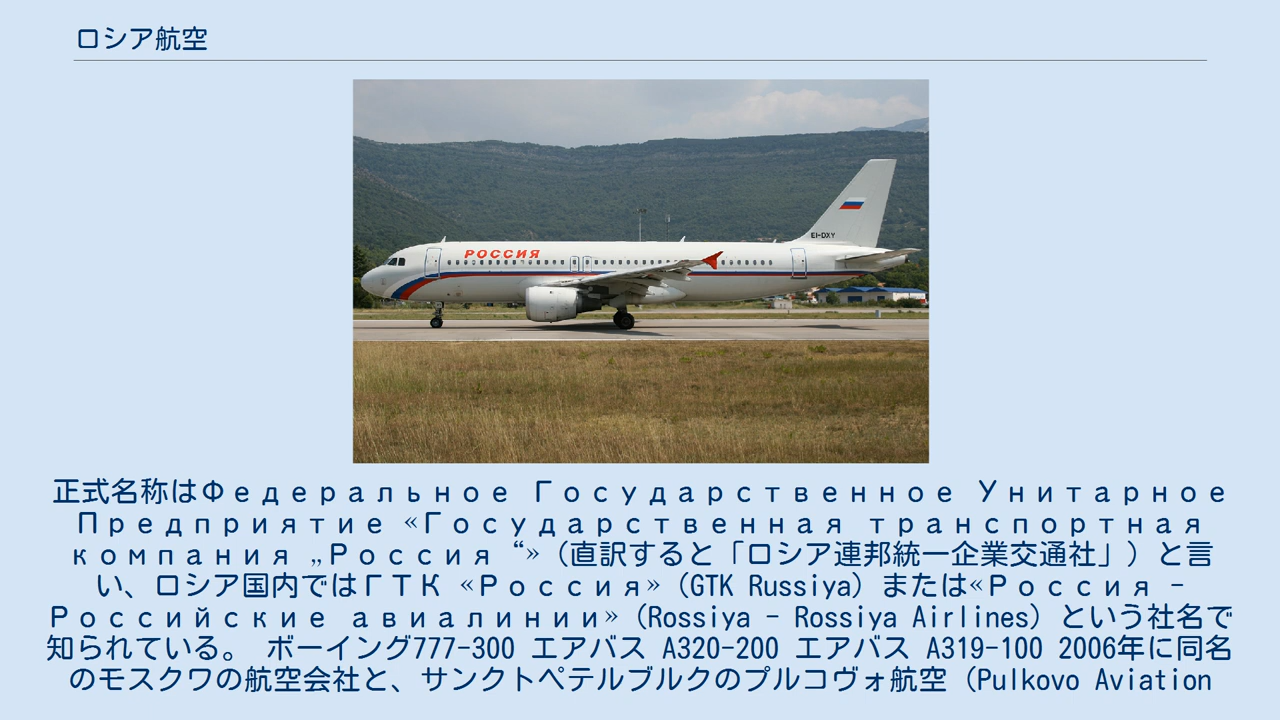 ロシア航空
РОССИЯ
EI-DXY
正式名称はФедеральное Государственное Унитарное
Предприятие «Государственная транспортная
компания „Россия “»（直訳すると「ロシア連邦統一企業交通社」）と言
い、ロシア国内ではГТК «Россия»（GTK Russiya）または«Россия -
Российские авиалинии»（Rossiya - Rossiya Airlines）という社名で
知られている。 ボーイング777-300 エアバス A320-200 エアバス A319-100 2006年に同名
のモスクワの航空会社と、サンクトペテルブルクのプルコヴォ航空（Pulkovo Aviation